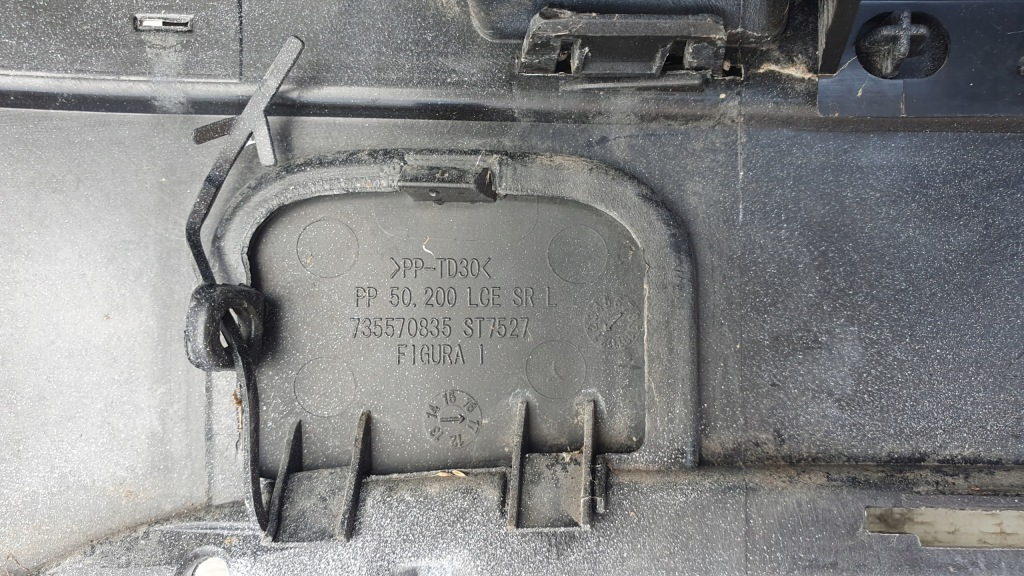 >PP-TD30<
PP 50.200 LGE SR L
735570835 ST7527
FIGURA 1